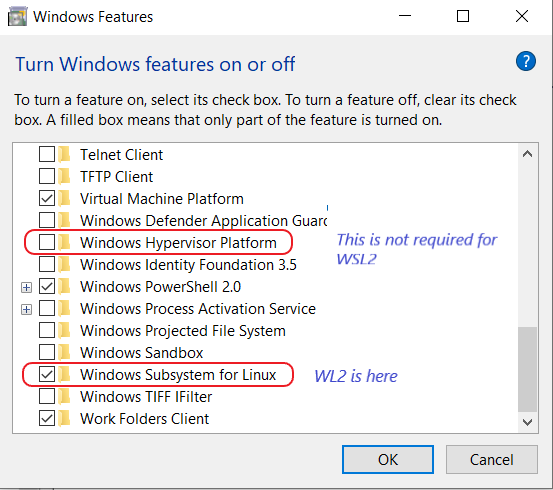 Windows Features
Turn Windows features on or off
To turn a feature on, select its check box. To turn a feature off, clear its check
box. A filled box means that only part of the feature is turned on.
Telnet Client
TFTP Client
Virtual Machine Platform
Windows Defender Application Guard
Windows Hypervisor Platform
This is not required for
WSL2
Windows Identity Foundation 3.5
Windows PowerShell 2.0
Windows Process Activation Service
Windows Projected File System
Windows Sandbox
Windows Subsystem for Linux
WL2 is here
Windows TIFF IFilter
Work Folders Client
OK
Cancel